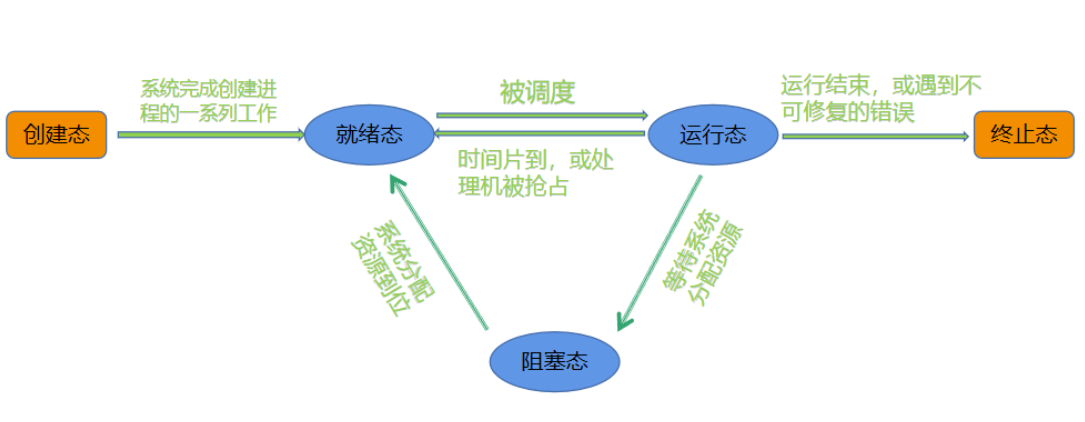 系统完成创建进
程的一系列工作
被调度
运行结束，或遇到不
可修复的错误
创建态
就绪态
运行态
终止态
时间片到，或处
理机被抢占
系统分配
资源到位
等待系统
分配资源
阻塞态